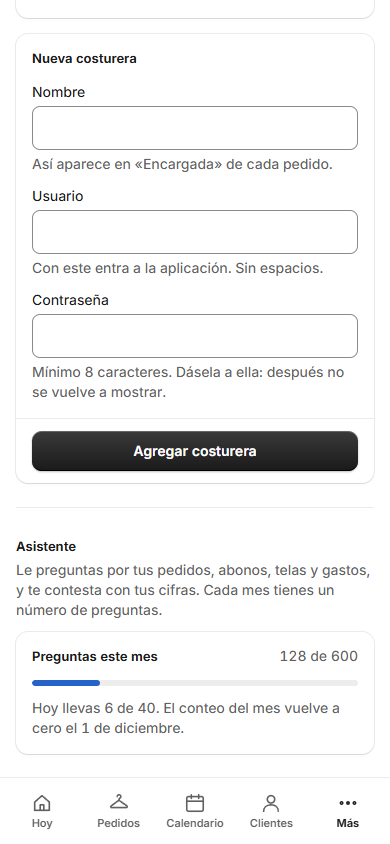 Nueva costurera
Nombre
Así aparece en «Encargada» de cada pedido.
Usuario
Con este entra a la aplicación. Sin espacios.
Contraseña
Mínimo 8 caracteres. Dásela a ella: después no
se vuelve a mostrar.
Agregar costurera
Asistente
Le preguntas por tus pedidos, abonos, telas y gastos,
y te contesta con tus cifras. Cada mes tienes un
número de preguntas.
Preguntas este mes 128 de 600
Hoy llevas 6 de 40. El conteo del mes vuelve a
cero el 1 de diciembre.
Hoy Pedidos Calendario Clientes Más